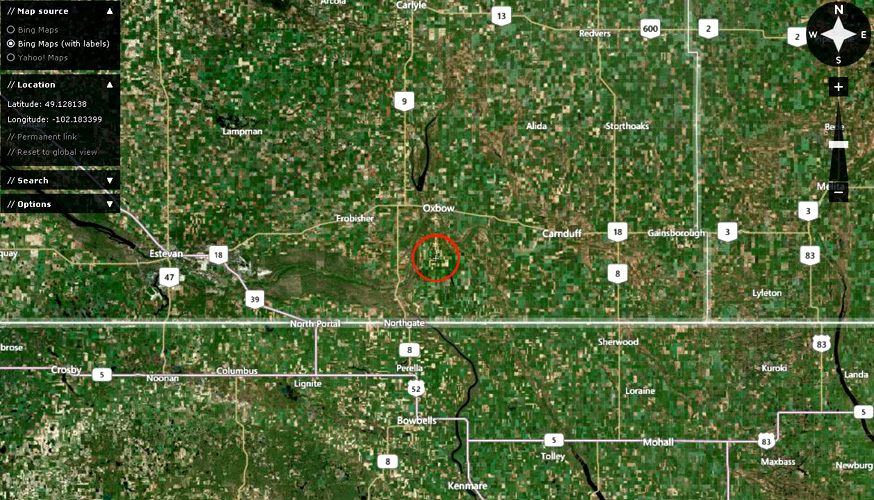 // Map source
Bing Maps
Bing Maps (with labels)
Yahoo! Maps
// Location
Latitude: 49.128138
Longitude: -102.183399
// Permanent link
// Reset to global view
// Search
// Options
N
W E
S
+
−
Arcola
Carlyle
13
Redvers
600
2
2
9
Lampman
Alida
Storthoaks
Bede
Melita
Frobisher
Oxbow
3
Carnduff
18
Gainsborough
3
quay
Estevan
18
83
47
8
39
Lyleton
North Portal
Northgate
brose
8
Sherwood
83
Crosby
5
Noonan
Columbus
Lignite
Perella
52
Kuroki
Landa
Loraine
Bowbells
5
5
Mohall
83
8
Tolley
Maxbass
Newburg
Kenmare